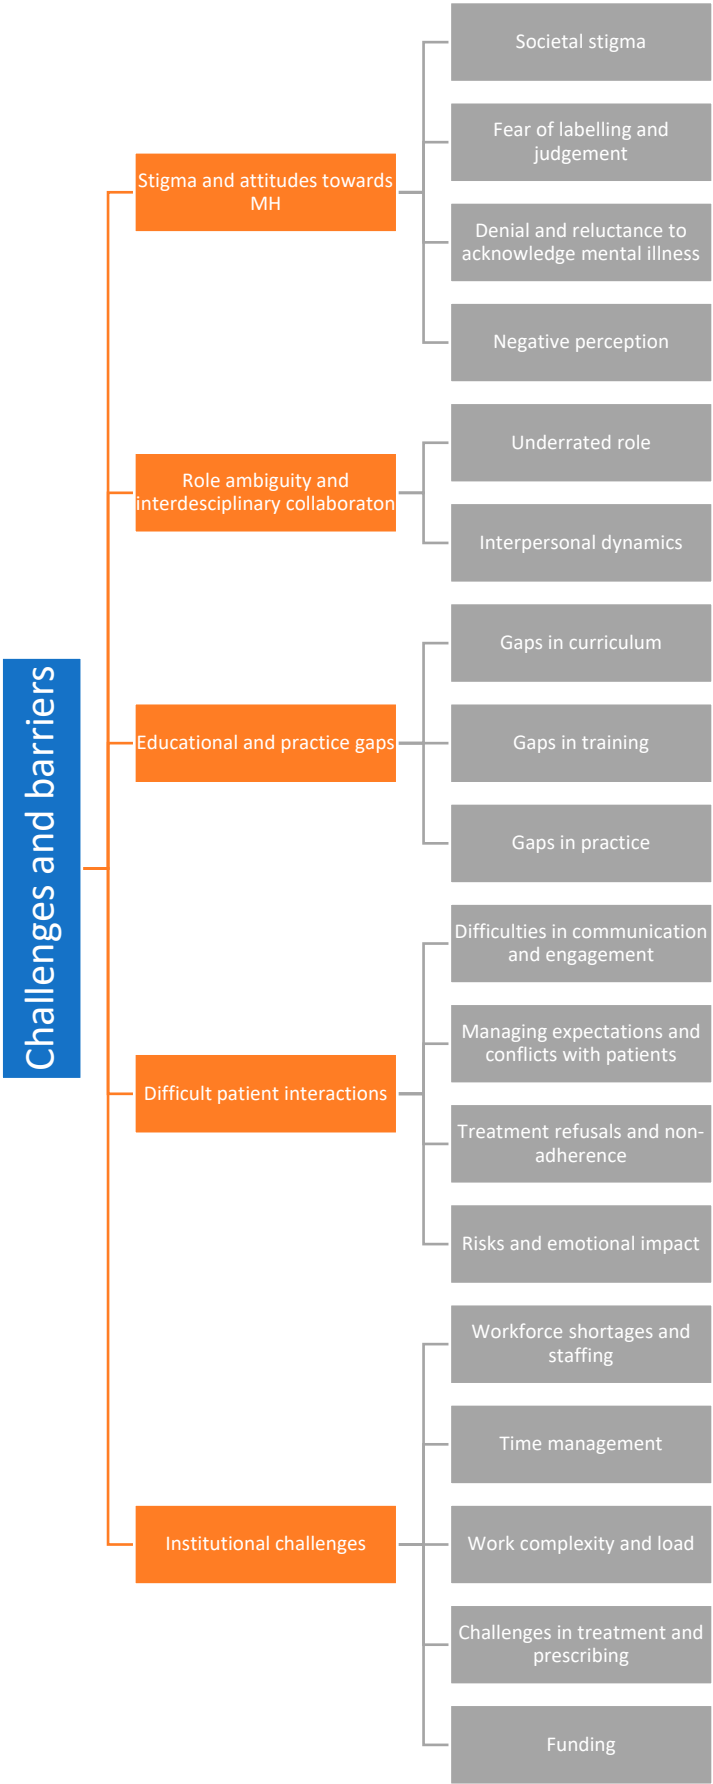 Challenges and barriers
Stigma and attitudes towards
MH
Societal stigma
Fear of labelling and
judgement
Denial and reluctance to
acknowledge mental illness
Negative perception
Role ambiguity and
interdesciplinary collaboraton
Underrated role
Interpersonal dynamics
Educational and practice gaps
Gaps in curriculum
Gaps in training
Gaps in practice
Difficult patient interactions
Difficulties in communication
and engagement
Managing expectations and
conflicts with patients
Treatment refusals and non-
adherence
Risks and emotional impact
Institutional challenges
Workforce shortages and
staffing
Time management
Work complexity and load
Challenges in treatment and
prescribing
Funding